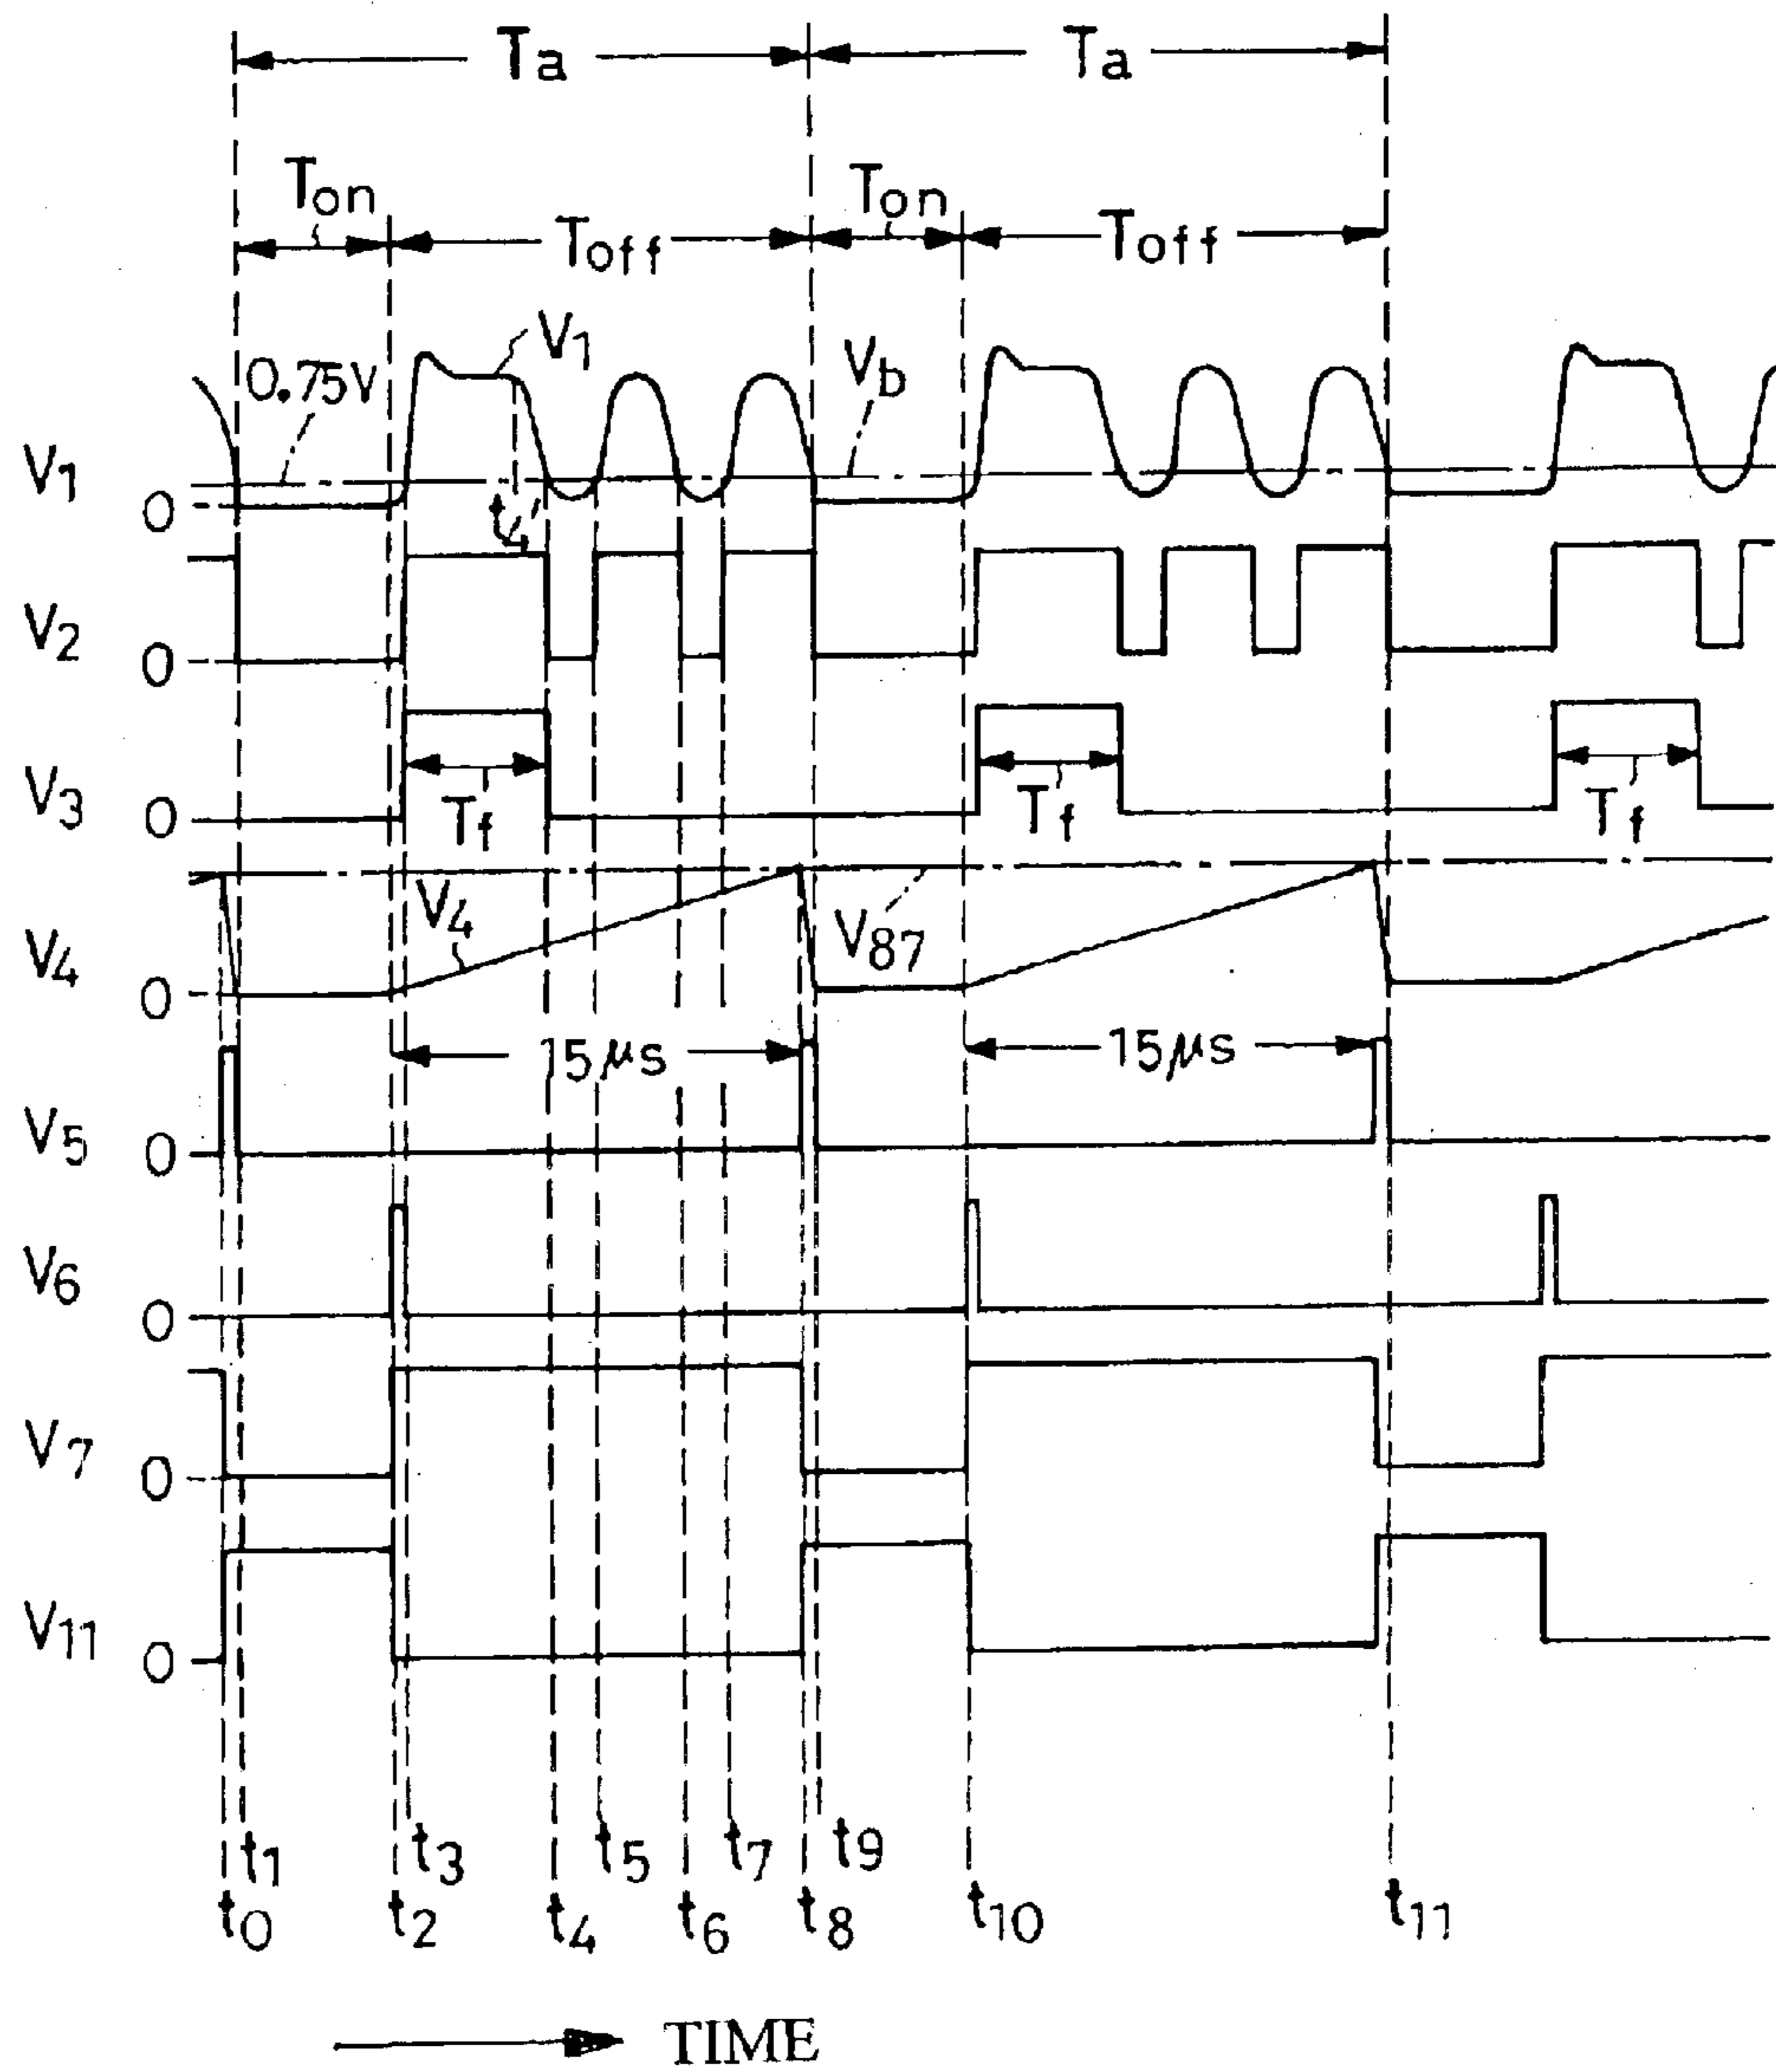 Ta Ta
Ton Toff Ton Toff
V1
0.75V Vb
V1
0
t4'
V2
0
V3
0
Tf Tf Tf
V4 V87
V4
0
15μs 15μs
V5
0
V6
0
V7
0
V11
0
t1 t3 t5 t7 t9
t0 t2 t4 t6 t8 t10 t11
TIME